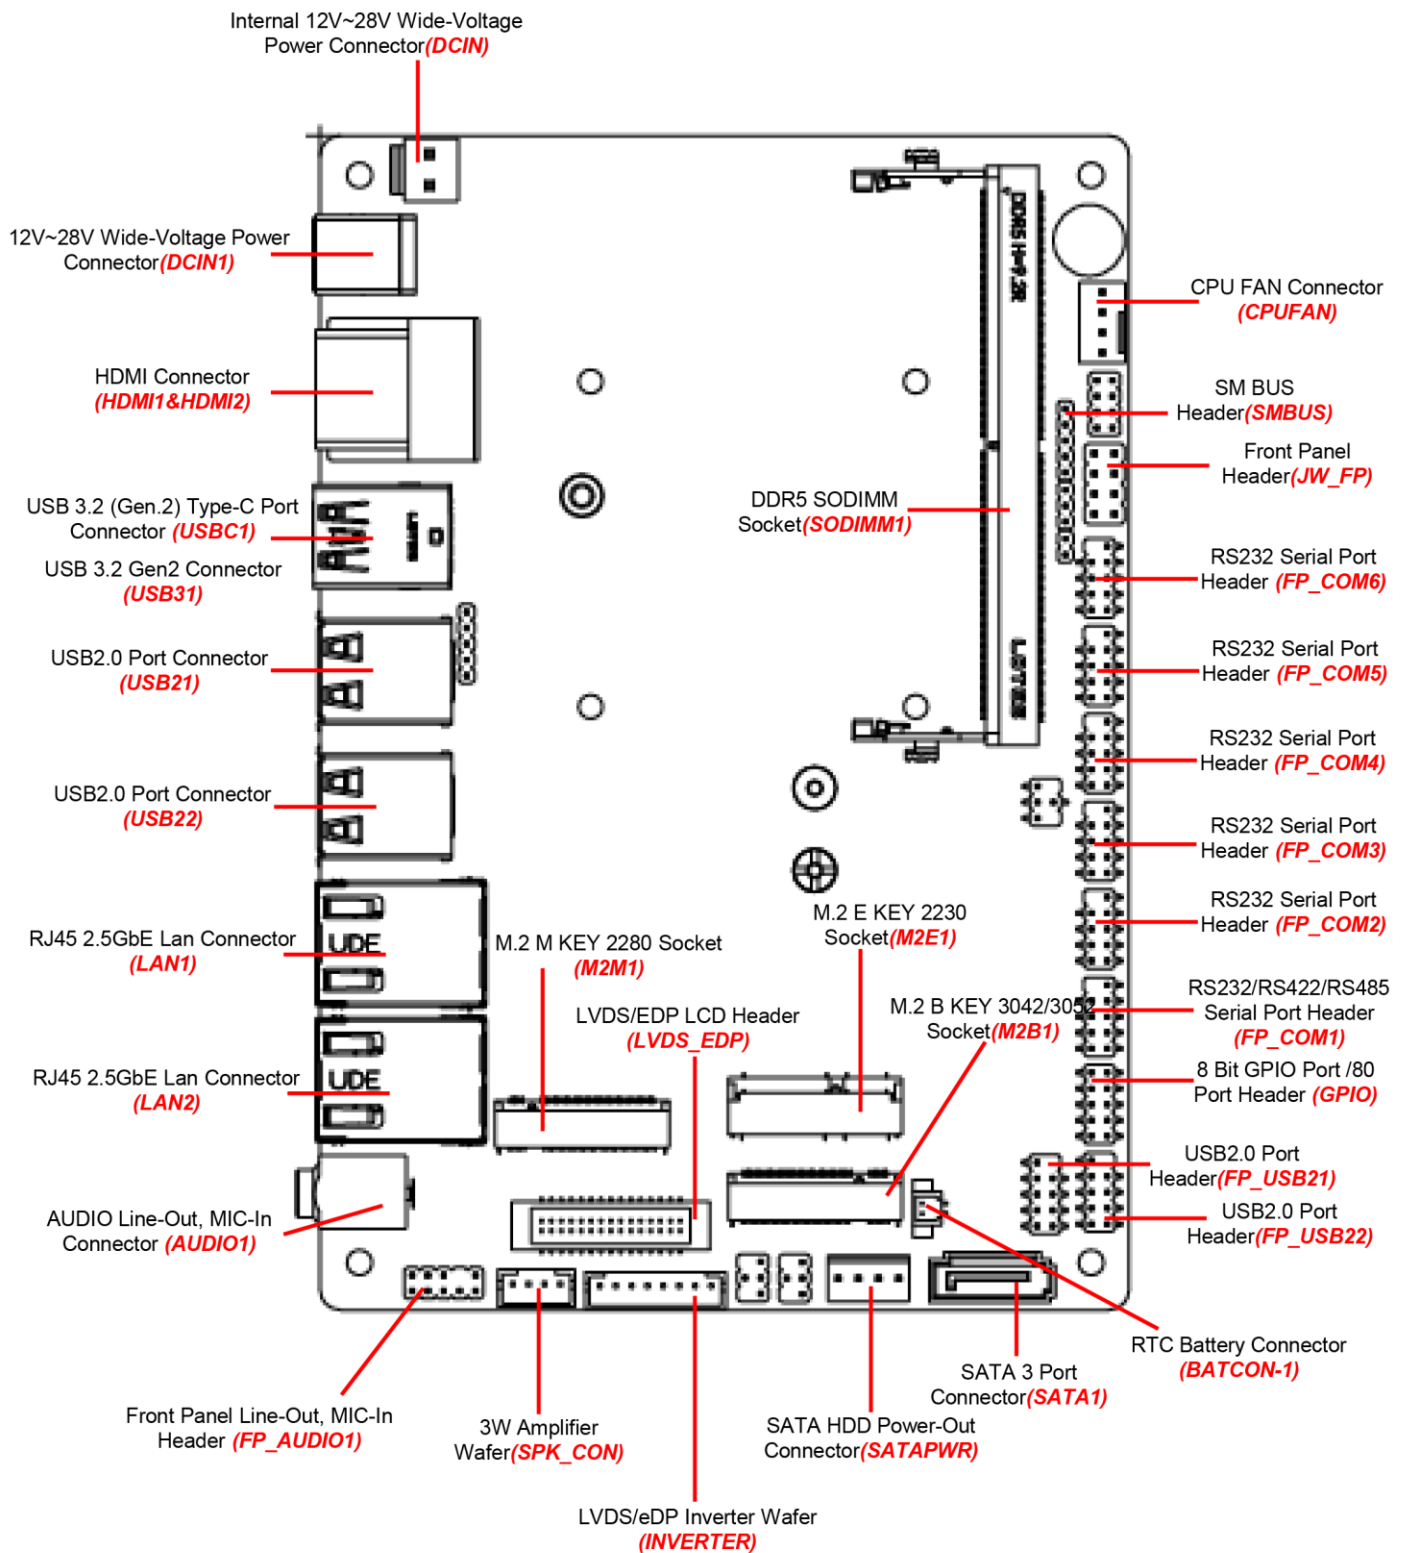 Internal 12V~28V Wide-Voltage
Power Connector(DCIN)
12V~28V Wide-Voltage Power
Connector(DCIN1)
HDMI Connector
(HDMI1&HDMI2)
USB 3.2 (Gen.2) Type-C Port
Connector (USBC1)
USB 3.2 Gen2 Connector
(USB31)
USB2.0 Port Connector
(USB21)
USB2.0 Port Connector
(USB22)
RJ45 2.5GbE Lan Connector
(LAN1)
RJ45 2.5GbE Lan Connector
(LAN2)
AUDIO Line-Out, MIC-In
Connector (AUDIO1)
UDE
UDE
DDR5 H=9.2R
LOTES
DDR5 SODIMM
Socket(SODIMM1)
M.2 E KEY 2230
Socket(M2E1)
M.2 M KEY 2280 Socket
(M2M1)
LVDS/EDP LCD Header
(LVDS_EDP)
M.2 B KEY 3042/3052
Socket(M2B1)
CPU FAN Connector
(CPUFAN)
SM BUS
Header(SMBUS)
Front Panel
Header(JW_FP)
RS232 Serial Port
Header (FP_COM6)
RS232 Serial Port
Header (FP_COM5)
RS232 Serial Port
Header (FP_COM4)
RS232 Serial Port
Header (FP_COM3)
RS232 Serial Port
Header (FP_COM2)
RS232/RS422/RS485
Serial Port Header
(FP_COM1)
8 Bit GPIO Port /80
Port Header (GPIO)
USB2.0 Port
Header(FP_USB21)
USB2.0 Port
Header(FP_USB22)
RTC Battery Connector
(BATCON-1)
SATA 3 Port
Connector(SATA1)
SATA HDD Power-Out
Connector(SATAPWR)
Front Panel Line-Out, MIC-In
Header (FP_AUDIO1)
3W Amplifier
Wafer(SPK_CON)
LVDS/eDP Inverter Wafer
(INVERTER)